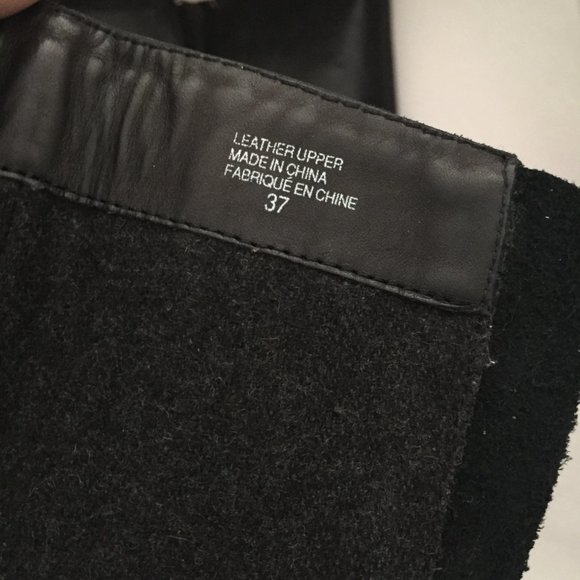 LEATHER UPPER
MADE IN CHINA
FABRIQUÉ EN CHINE
37